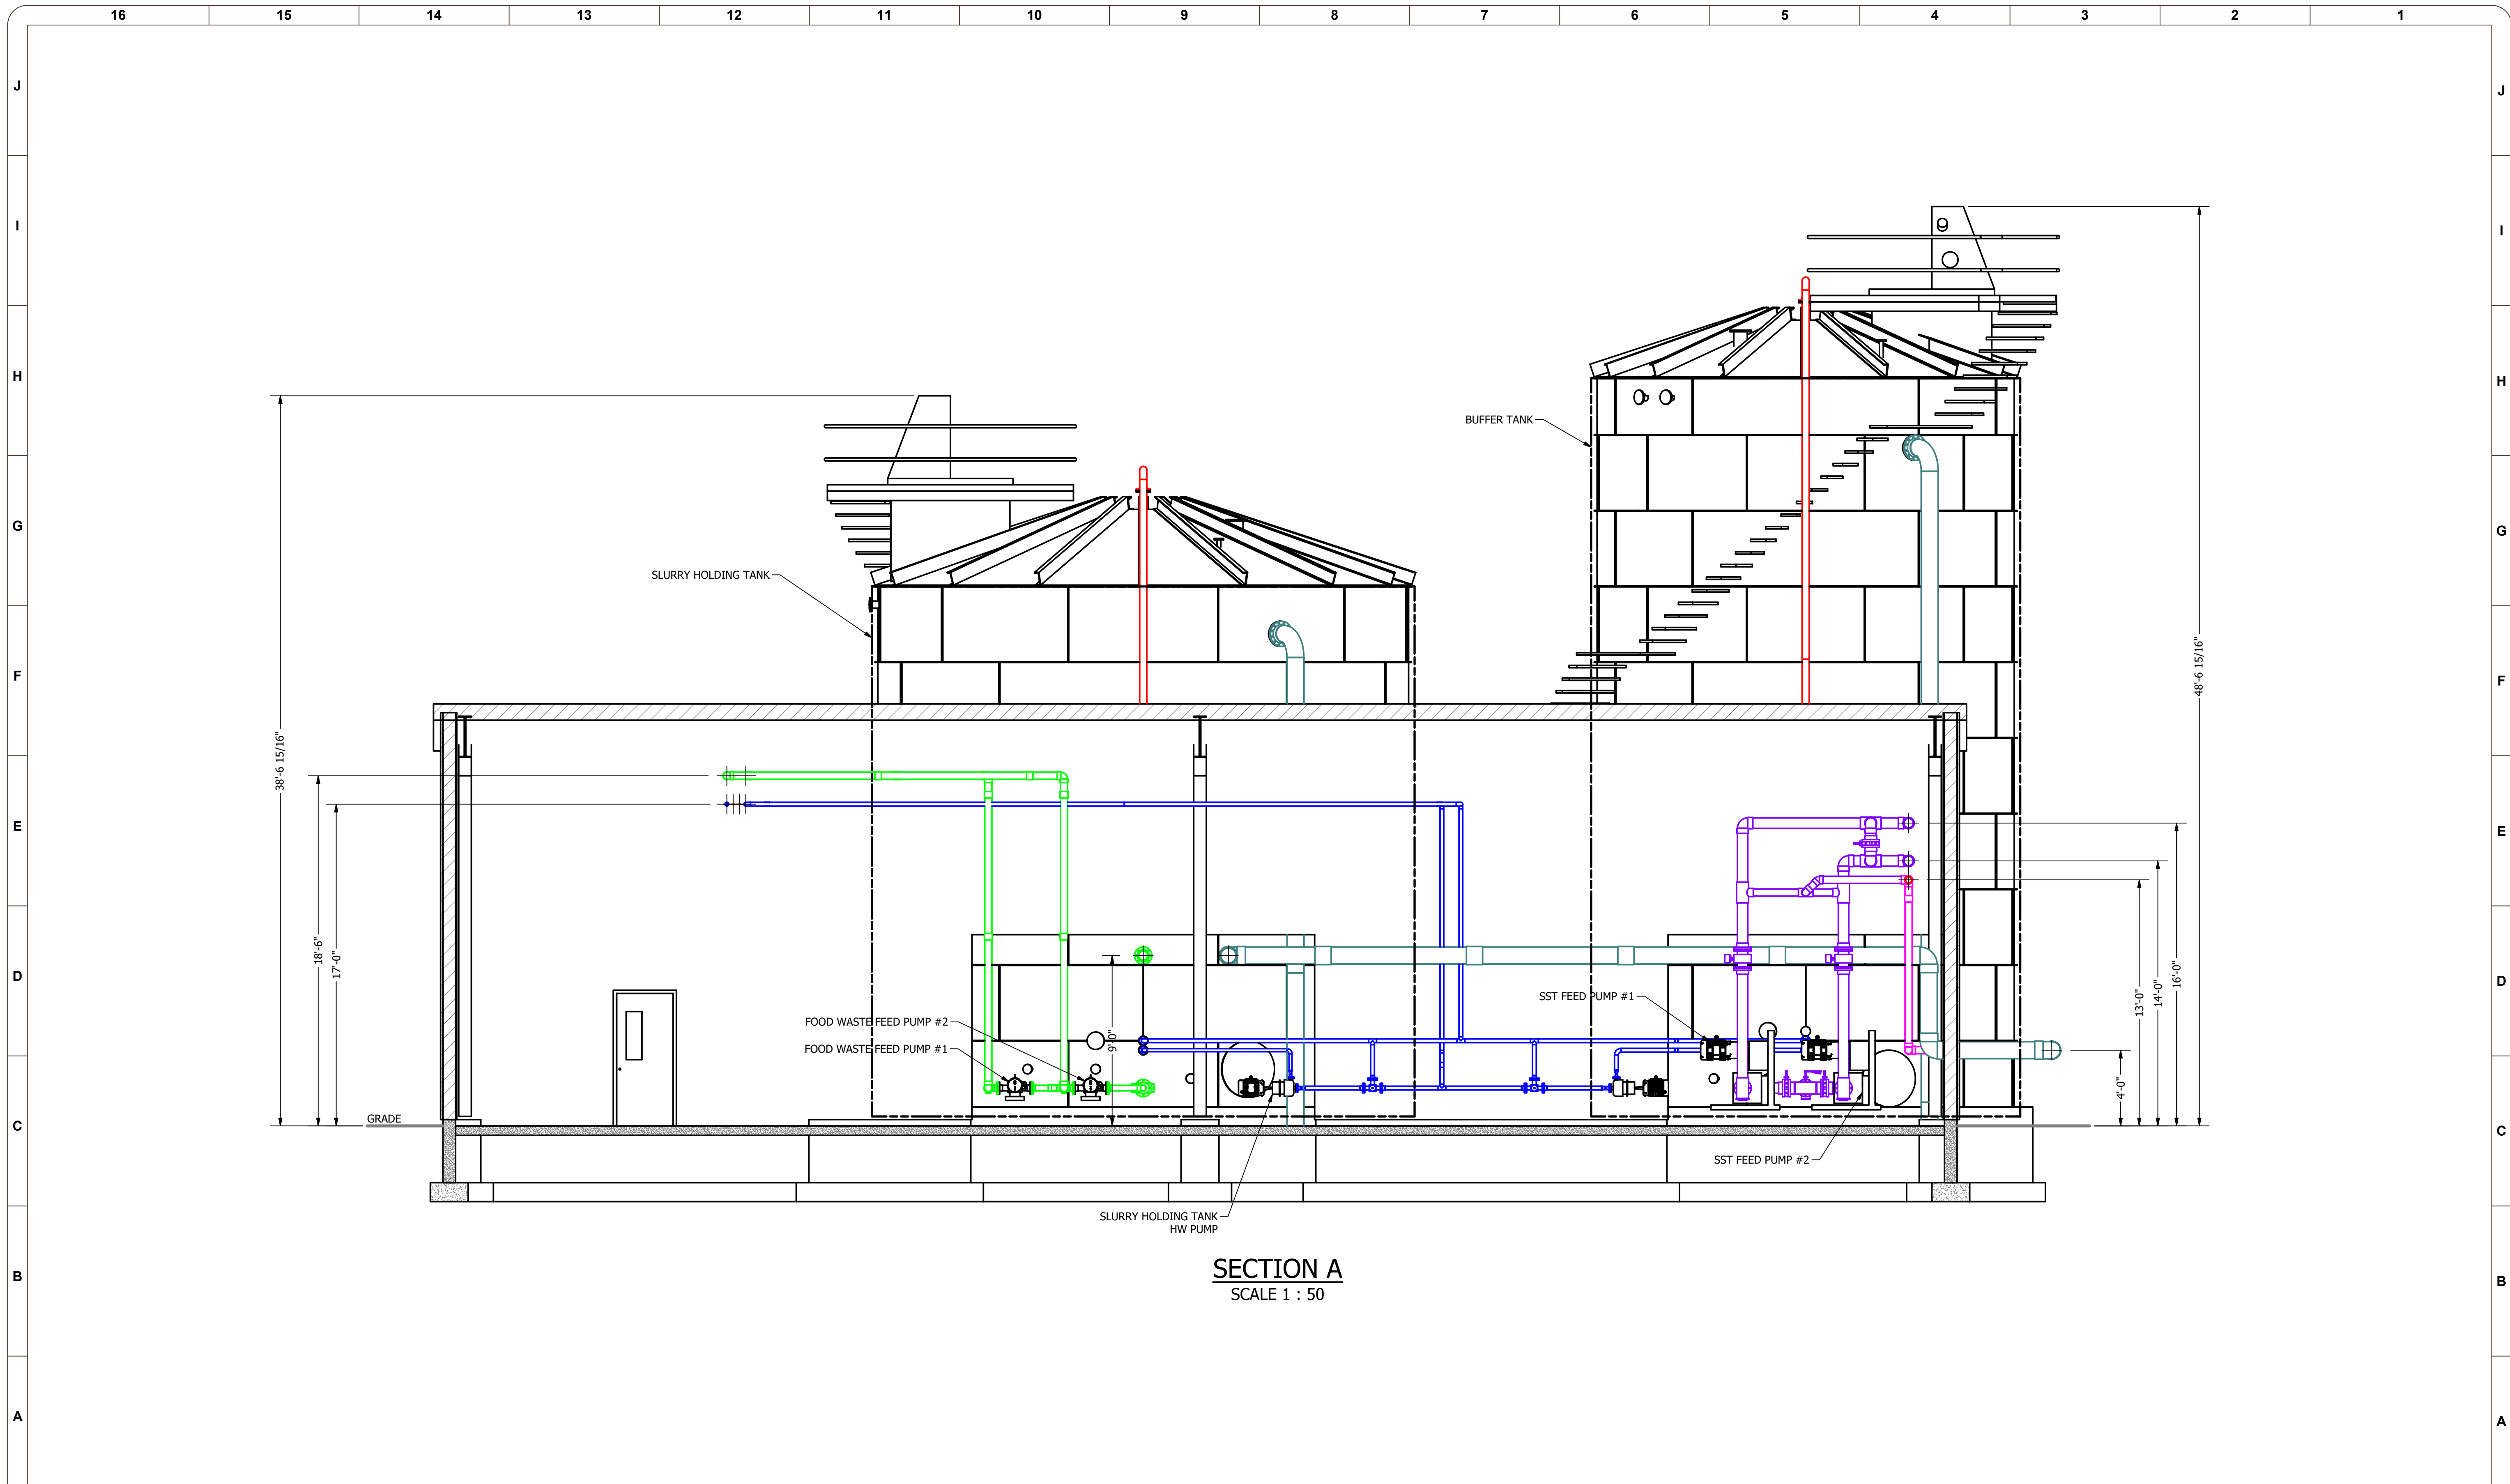 16 15 14 13 12 11 10 9 8 7 6 5 4 3 2 1
J J
I I
H H
BUFFER TANK
G G
SLURRY HOLDING TANK
F F
48'-6 15/16"
38'-6 15/16"
E E
18'-6"
17'-0"
D D
16'-0"
14'-0"
13'-0"
SST FEED PUMP #1
FOOD WASTE FEED PUMP #2
9'-0"
FOOD WASTE FEED PUMP #1
4'-0"
GRADE
C C
SST FEED PUMP #2
SLURRY HOLDING TANK
HW PUMP
SECTION A
B B
SCALE 1 : 50
A A